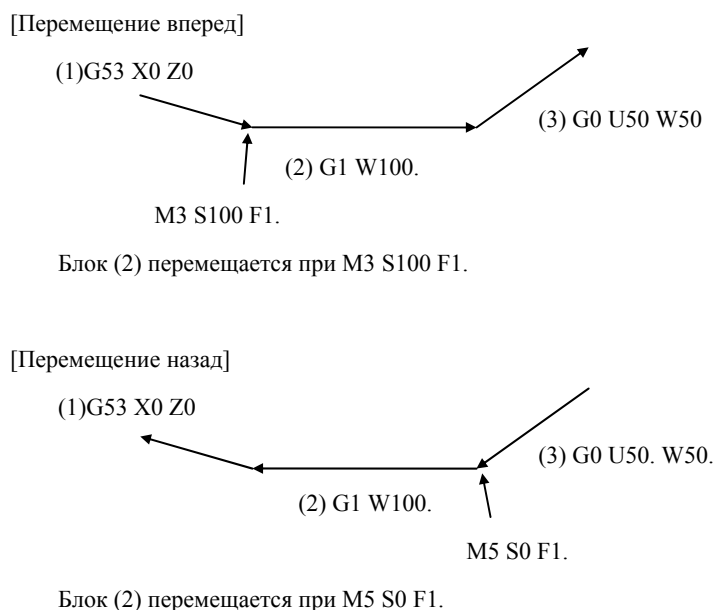 [Перемещение вперед]
(1)G53 X0 Z0
(3) G0 U50 W50
(2) G1 W100.
M3 S100 F1.
Блок (2) перемещается при M3 S100 F1.
[Перемещение назад]
(1)G53 X0 Z0
(3) G0 U50. W50.
(2) G1 W100.
M5 S0 F1.
Блок (2) перемещается при M5 S0 F1.